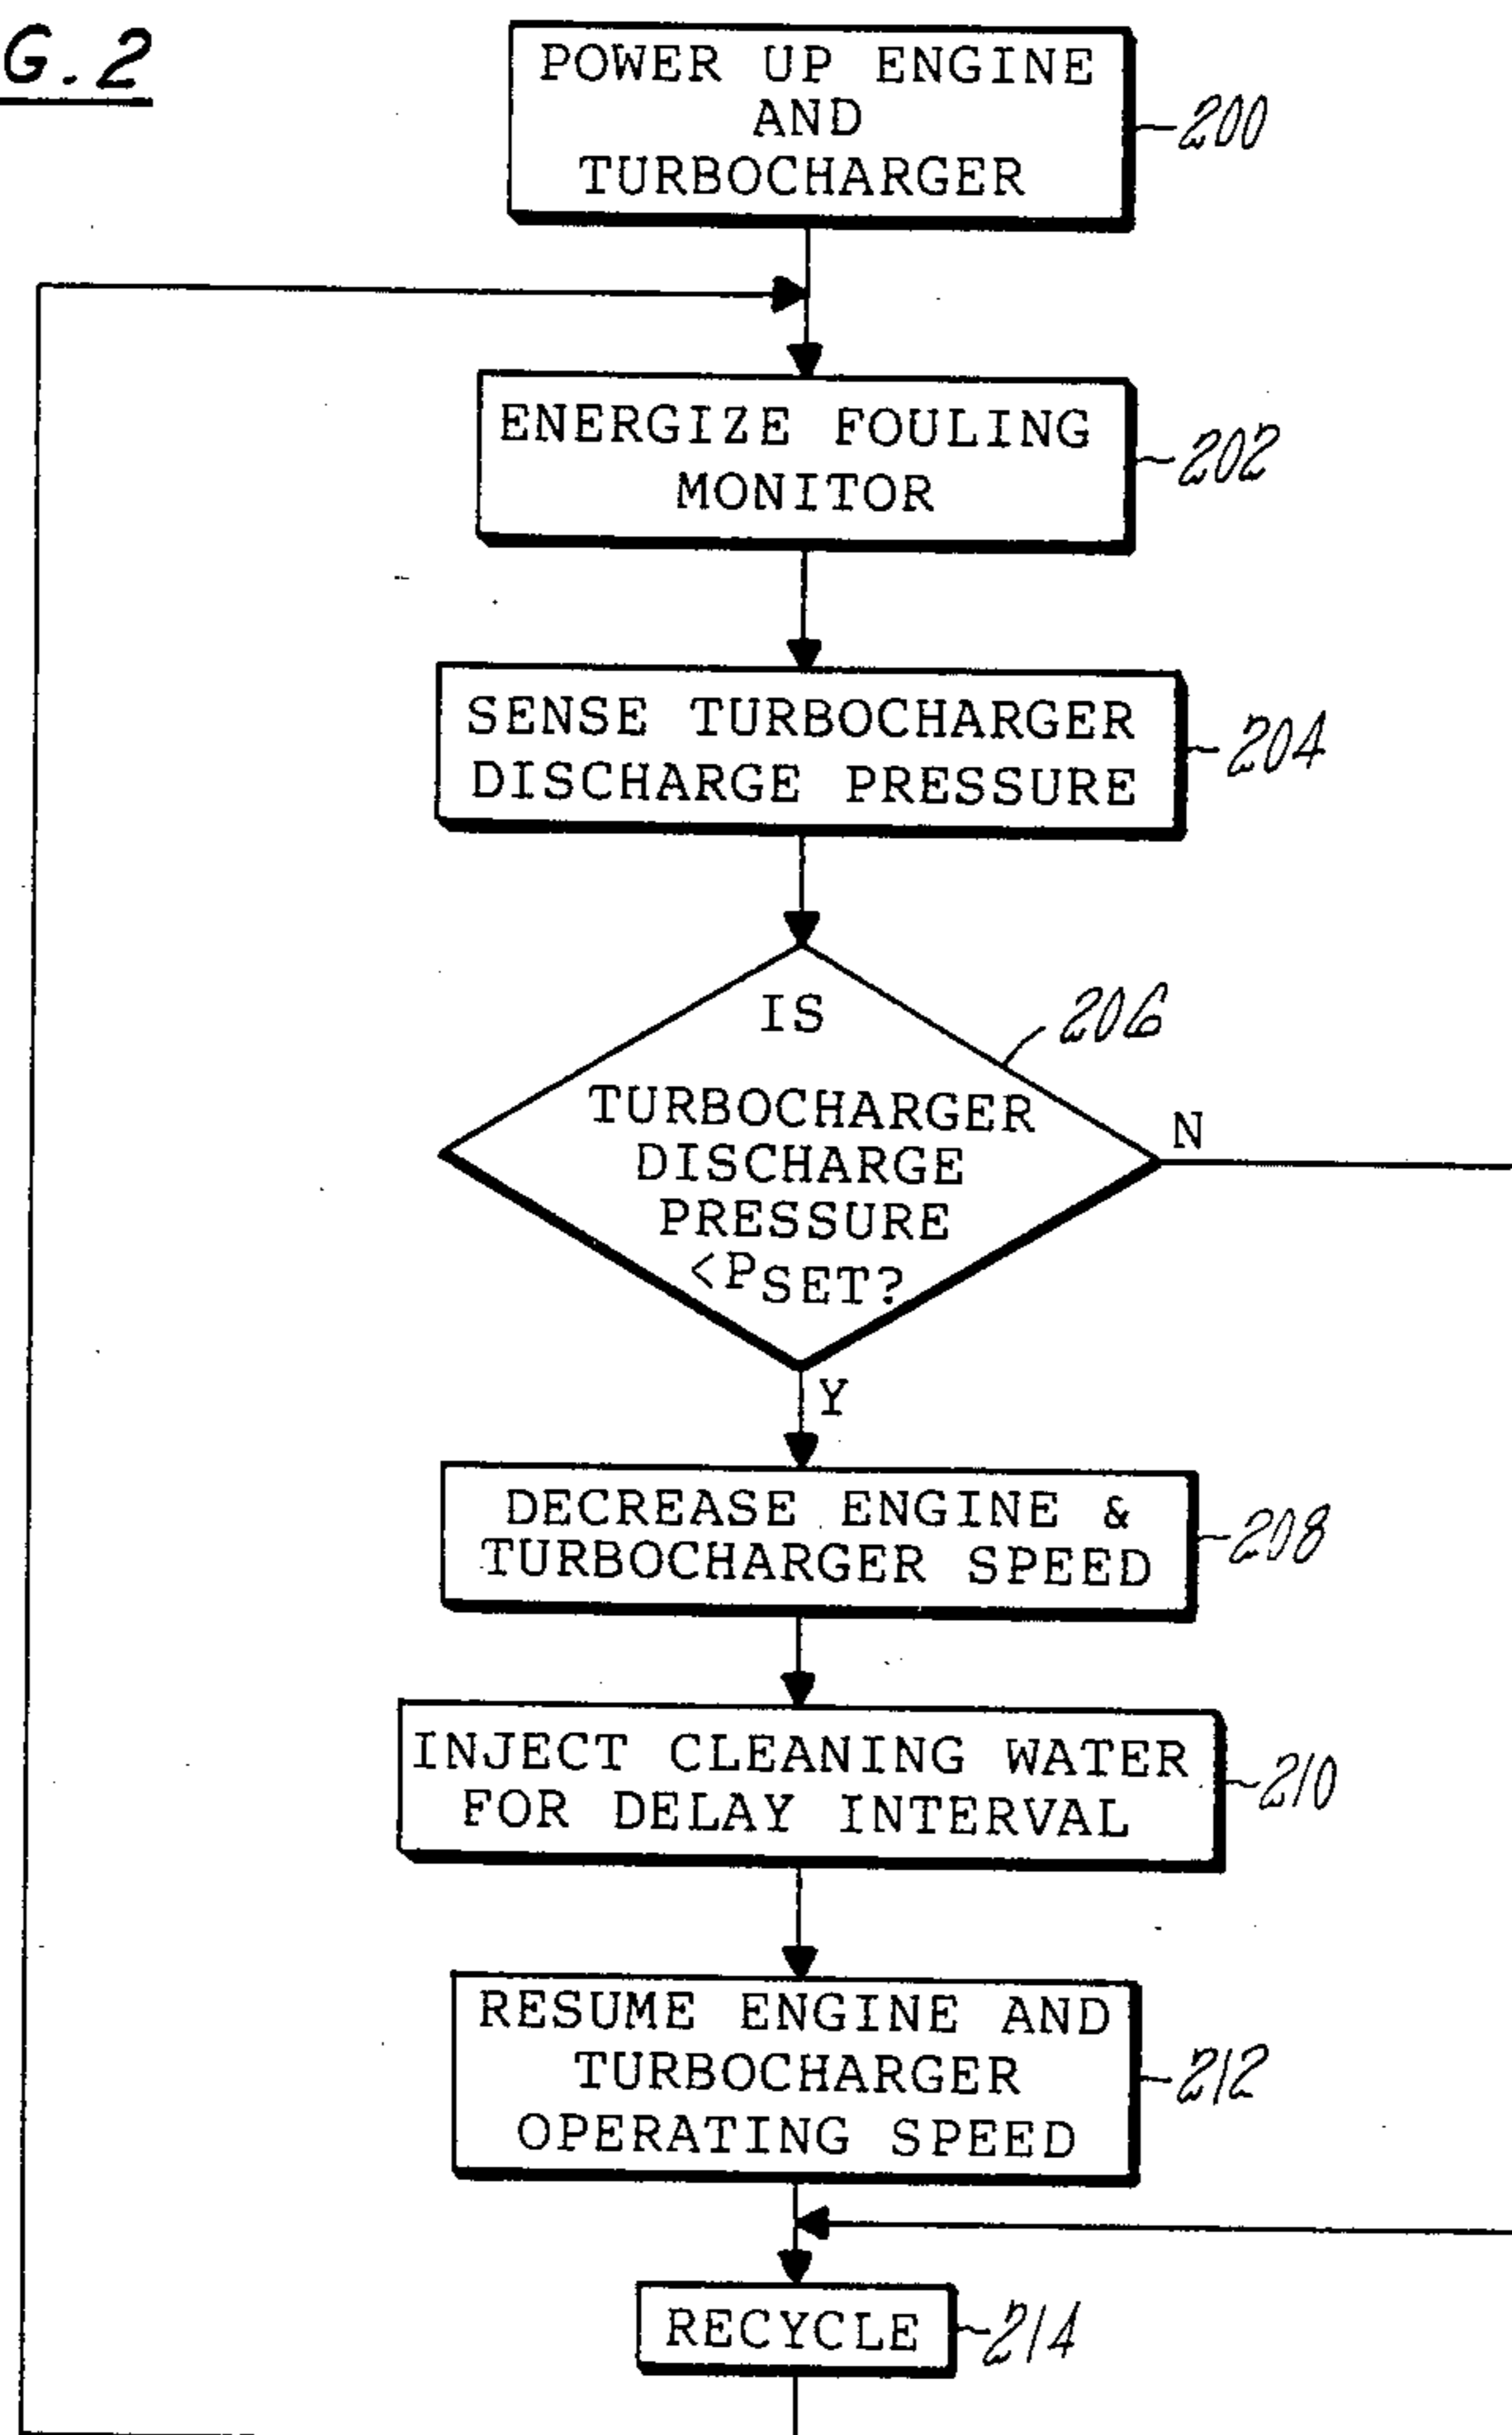 G.2
POWER UP ENGINE
AND
TURBOCHARGER
200
ENERGIZE FOULING
MONITOR
202
SENSE TURBOCHARGER
DISCHARGE PRESSURE
204
IS
TURBOCHARGER
DISCHARGE
PRESSURE
<PSET?
206
N
Y
DECREASE ENGINE &
TURBOCHARGER SPEED
208
INJECT CLEANING WATER
FOR DELAY INTERVAL
210
RESUME ENGINE AND
TURBOCHARGER
OPERATING SPEED
212
RECYCLE
214